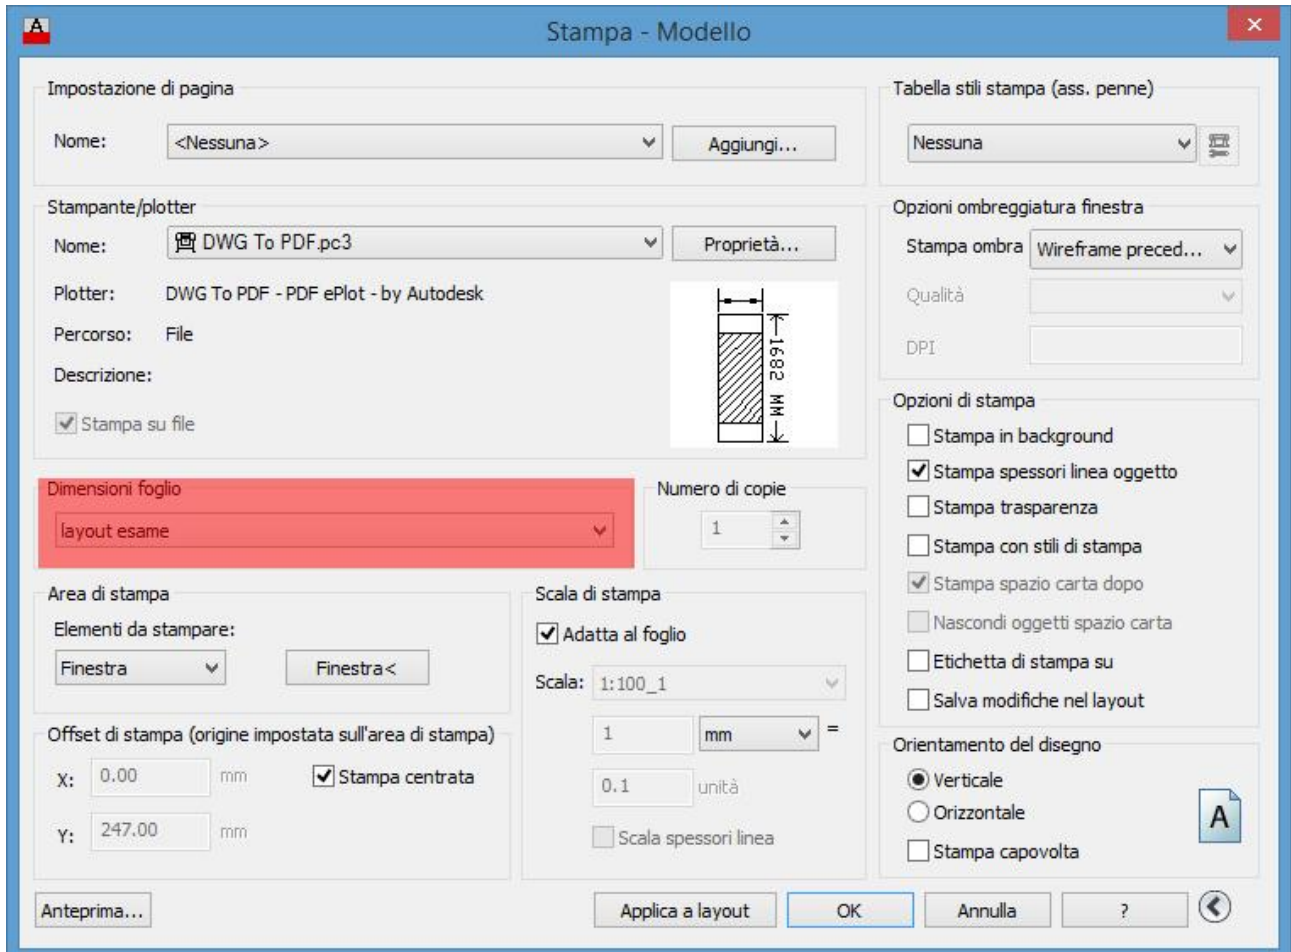 Stampa - Modello
Impostazione di pagina
Nome:
<Nessuna>
Aggiungi...
Tabella stili stampa (ass. penne)
Nessuna
Stampante/plotter
Nome:
DWG To PDF.pc3
Proprietà...
Plotter:
DWG To PDF - PDF ePlot - by Autodesk
Percorso:
File
Descrizione:
Stampa su file
1682 MM
Opzioni ombreggiatura finestra
Stampa ombra
Wireframe preced...
Qualità
DPI
Dimensioni foglio
layout esame
Numero di copie
1
Opzioni di stampa
Stampa in background
Stampa spessori linea oggetto
Stampa trasparenza
Stampa con stili di stampa
Stampa spazio carta dopo
Nascondi oggetti spazio carta
Etichetta di stampa su
Salva modifiche nel layout
Area di stampa
Elementi da stampare:
Finestra
Finestra<
Scala di stampa
Adatta al foglio
Scala:
1:100_1
1
mm
=
0.1
unità
Scala spessori linea
Offset di stampa (origine impostata sull'area di stampa)
X:
0.00
mm
Stampa centrata
Y:
247.00
mm
Orientamento del disegno
Verticale
Orizzontale
Stampa capovolta
A
Anteprima...
Applica a layout
OK
Annulla
?